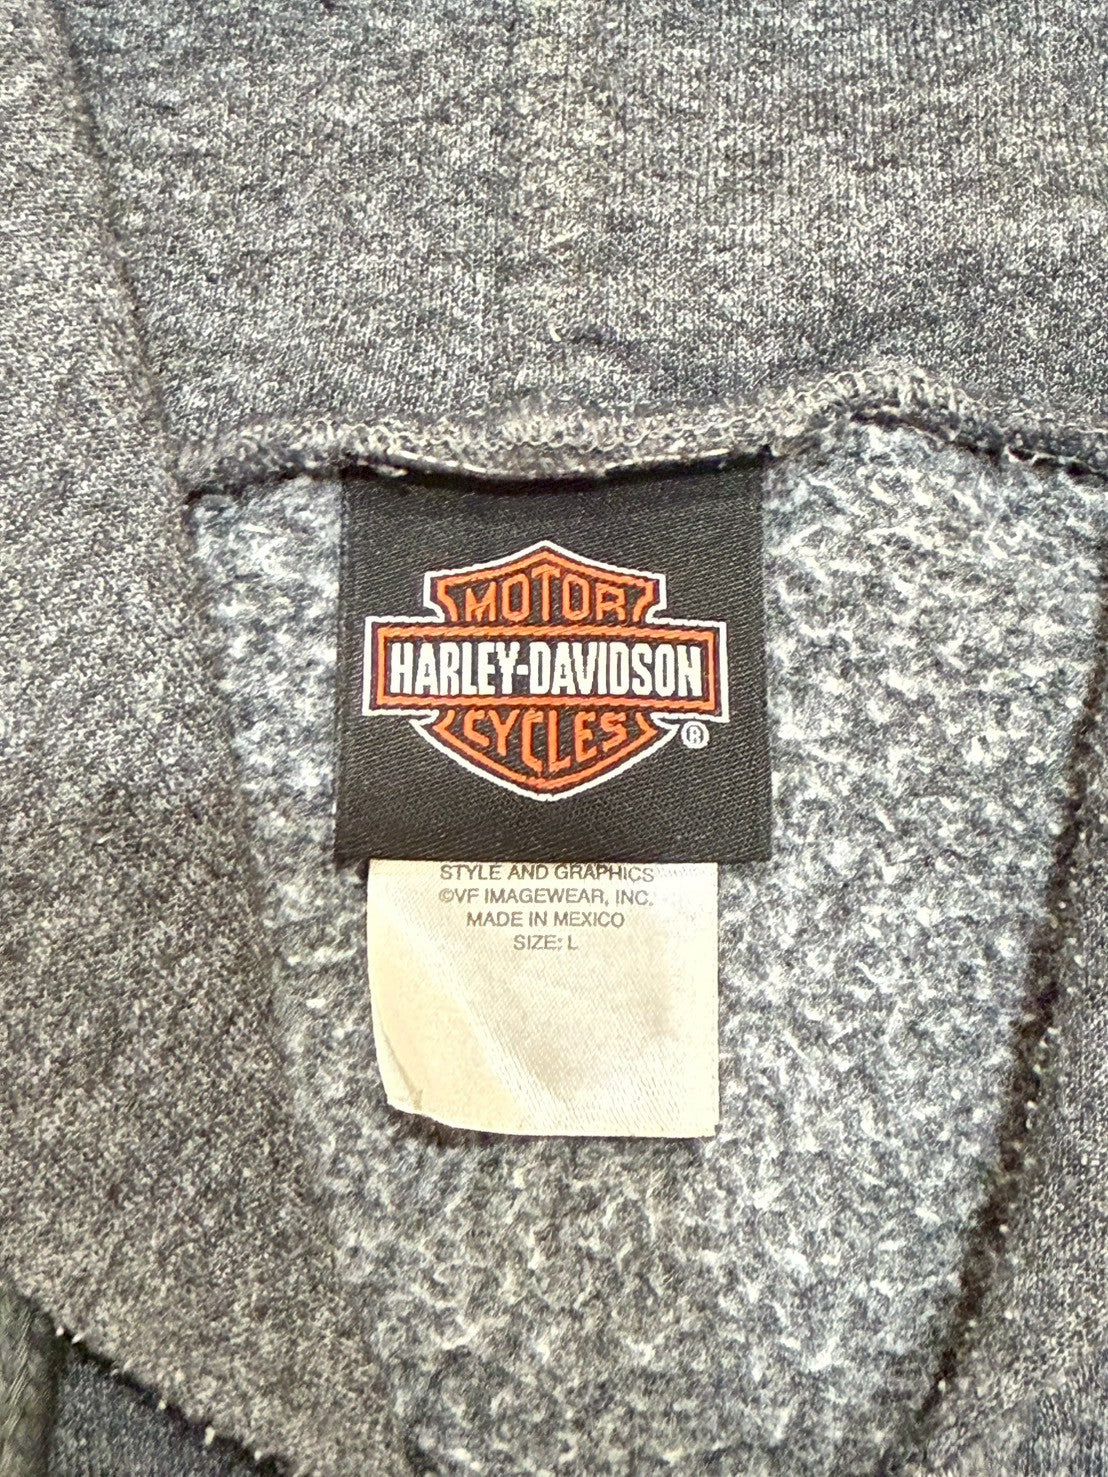 MOTOR
HARLEY-DAVIDSON
CYCLES
®
STYLE AND GRAPHICS
©VF IMAGEWEAR, INC.
MADE IN MEXICO
SIZE: L